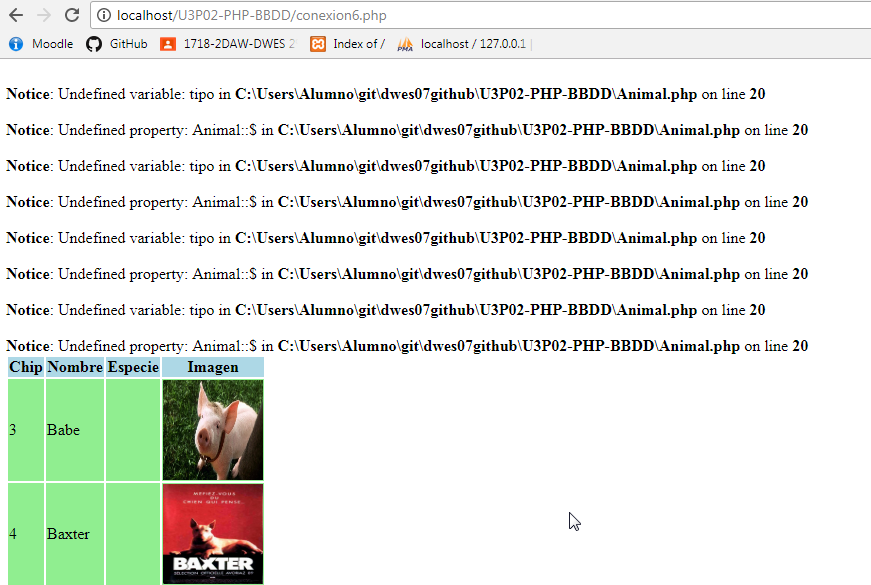 localhost/U3P02-PHP-BBDD/conexion6.php
Moodle GitHub 1718-2DAW-DWES 2 Index of / localhost / 127.0.0.1
Notice: Undefined variable: tipo in C:\Users\Alumno\git\dwes07github\U3P02-PHP-BBDD\Animal.php on line 20
Notice: Undefined property: Animal::$ in C:\Users\Alumno\git\dwes07github\U3P02-PHP-BBDD\Animal.php on line 20
Notice: Undefined variable: tipo in C:\Users\Alumno\git\dwes07github\U3P02-PHP-BBDD\Animal.php on line 20
Notice: Undefined property: Animal::$ in C:\Users\Alumno\git\dwes07github\U3P02-PHP-BBDD\Animal.php on line 20
Notice: Undefined variable: tipo in C:\Users\Alumno\git\dwes07github\U3P02-PHP-BBDD\Animal.php on line 20
Notice: Undefined property: Animal::$ in C:\Users\Alumno\git\dwes07github\U3P02-PHP-BBDD\Animal.php on line 20
Notice: Undefined variable: tipo in C:\Users\Alumno\git\dwes07github\U3P02-PHP-BBDD\Animal.php on line 20
Notice: Undefined property: Animal::$ in C:\Users\Alumno\git\dwes07github\U3P02-PHP-BBDD\Animal.php on line 20
Chip Nombre Especie Imagen
3 Babe
4 Baxter
MEFIEZ-VOUS
DU
CHIEN QUI PENSE...
BAXTER
SELECTION OFFICIELLE AVORIAZ 89